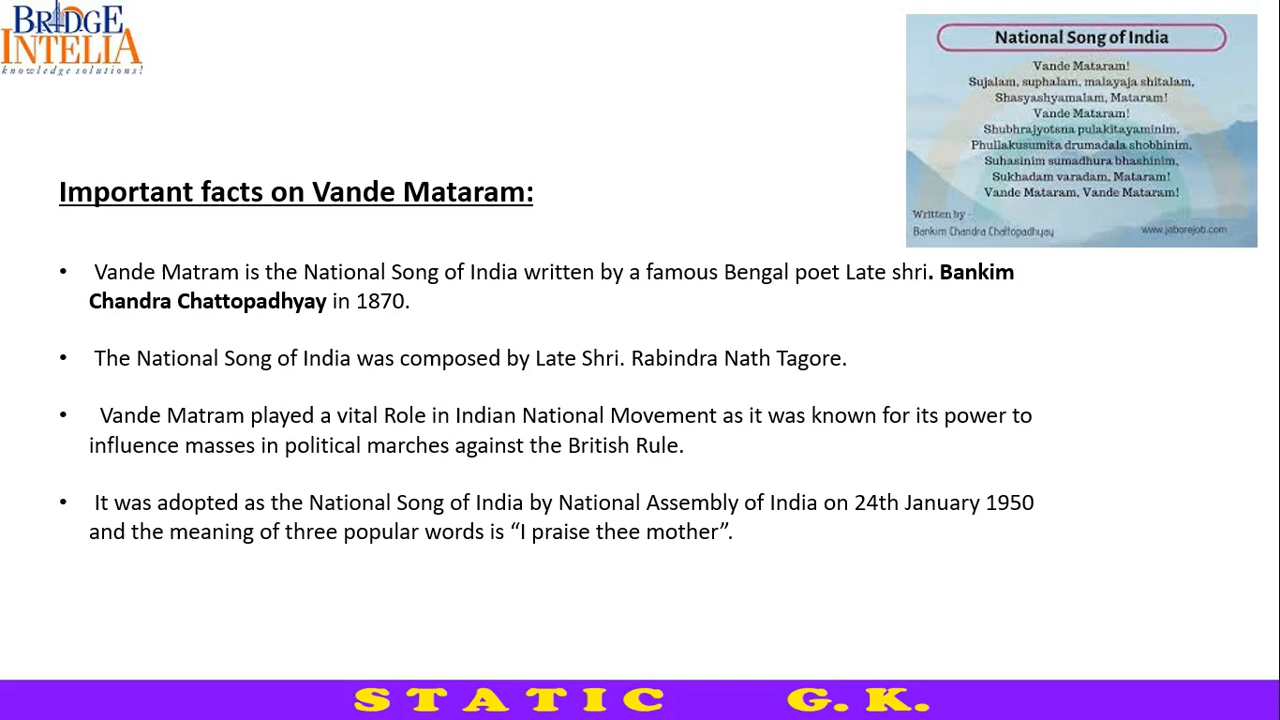 BRIDGE
INTELIA
knowledge solutions!
National Song of India
Vande Mataram!
Sujalam, suphalam, malayaja shitalam,
Shasyashyamalam, Mataram!
Vande Mataram!
Shubhrajyotsna pulakitayaminim,
Phullakusumita drumadala shobhinim,
Suhasinim sumadhura bhashinim,
Sukhadam varadam, Mataram!
Vande Mataram, Vande Mataram!
Written by -
Bankim Chandra Chattopadhyay
www.jaborejob.com
Important facts on Vande Mataram:
• Vande Matram is the National Song of India written by a famous Bengal poet Late shri. Bankim
Chandra Chattopadhyay in 1870.
• The National Song of India was composed by Late Shri. Rabindra Nath Tagore.
• Vande Matram played a vital Role in Indian National Movement as it was known for its power to
influence masses in political marches against the British Rule.
• It was adopted as the National Song of India by National Assembly of India on 24th January 1950
and the meaning of three popular words is “I praise thee mother”.
STATIC G.K.